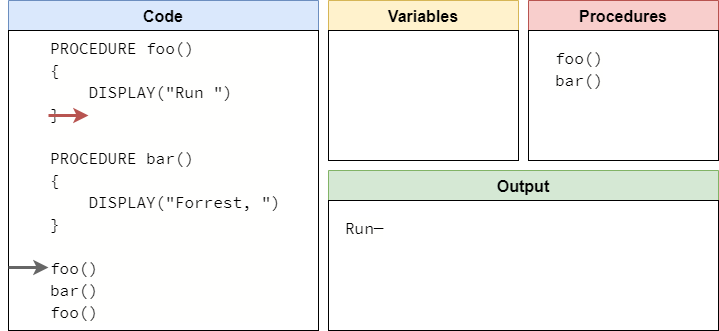 Code
PROCEDURE foo()
{
DISPLAY("Run ")
}
PROCEDURE bar()
{
DISPLAY("Forrest, ")
}
foo()
bar()
foo()
Variables
Procedures
foo()
bar()
Output
Run—